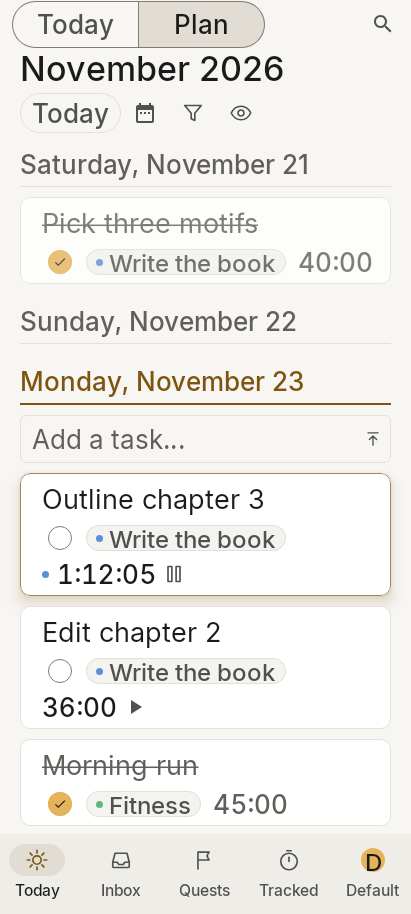 Today Plan
November 2026
Today
Saturday, November 21
Pick three motifs
Write the book 40:00
Sunday, November 22
Monday, November 23
Add a task...
Outline chapter 3
Write the book
1:12:05
Edit chapter 2
Write the book
36:00
Morning run
Fitness 45:00
D
Today Inbox Quests Tracked Default